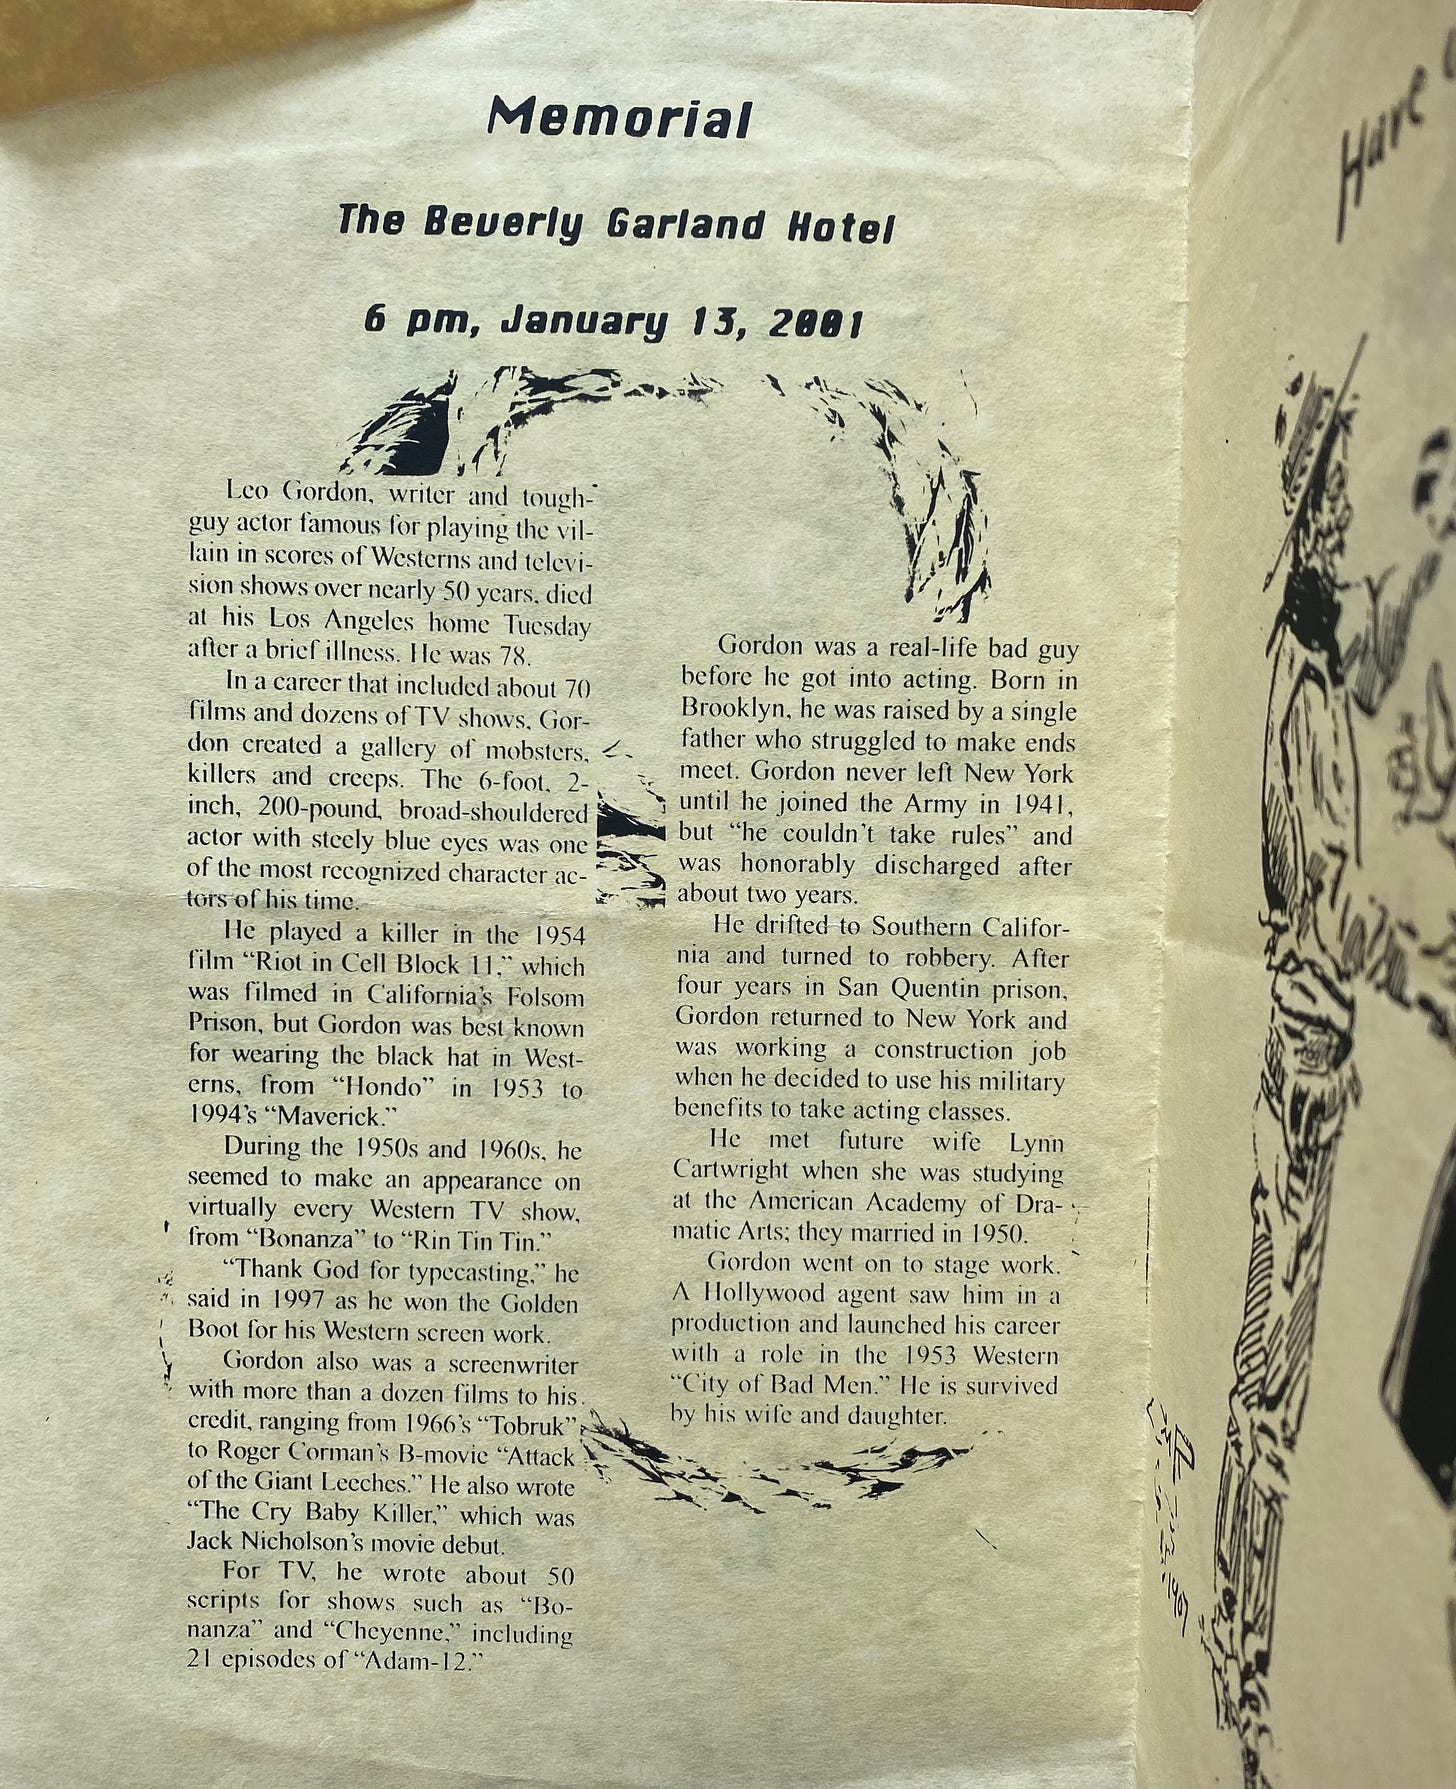 Memorial
The Beverly Garland Hotel
6 pm, January 13, 2001
Leo Gordon, writer and tough-
guy actor famous for playing the vil-
lain in scores of Westerns and televi-
sion shows over nearly 50 years, died
at his Los Angeles home Tuesday
after a brief illness. He was 78.
In a career that included about 70
films and dozens of TV shows, Gor-
don created a gallery of mobsters,
killers and creeps. The 6-foot, 2-
inch, 200-pound, broad-shouldered
actor with steely blue eyes was one
of the most recognized character ac-
tors of his time.
He played a killer in the 1954
film “Riot in Cell Block 11,” which
was filmed in California’s Folsom
Prison, but Gordon was best known
for wearing the black hat in West-
erns, from “Hondo” in 1953 to
1994’s “Maverick.”
During the 1950s and 1960s, he
seemed to make an appearance on
virtually every Western TV show,
from “Bonanza” to “Rin Tin Tin.”
“Thank God for typecasting,” he
said in 1997 as he won the Golden
Boot for his Western screen work.
Gordon also was a screenwriter
with more than a dozen films to his
credit, ranging from 1966’s “Tobruk”
to Roger Corman’s B-movie “Attack
of the Giant Leeches.” He also wrote
“The Cry Baby Killer,” which was
Jack Nicholson’s movie debut.
For TV, he wrote about 50
scripts for shows such as “Bo-
nanza” and “Cheyenne,” including
21 episodes of “Adam-12.”
Gordon was a real-life bad guy
before he got into acting. Born in
Brooklyn, he was raised by a single
father who struggled to make ends
meet. Gordon never left New York
until he joined the Army in 1941,
but “he couldn’t take rules” and
was honorably discharged after
about two years.
He drifted to Southern Califor-
nia and turned to robbery. After
four years in San Quentin prison,
Gordon returned to New York and
was working a construction job
when he decided to use his military
benefits to take acting classes.
He met future wife Lynn
Cartwright when she was studying
at the American Academy of Dra-
matic Arts; they married in 1950.
Gordon went on to stage work.
A Hollywood agent saw him in a
production and launched his career
with a role in the 1953 Western
“City of Bad Men.” He is survived
by his wife and daughter.
Have